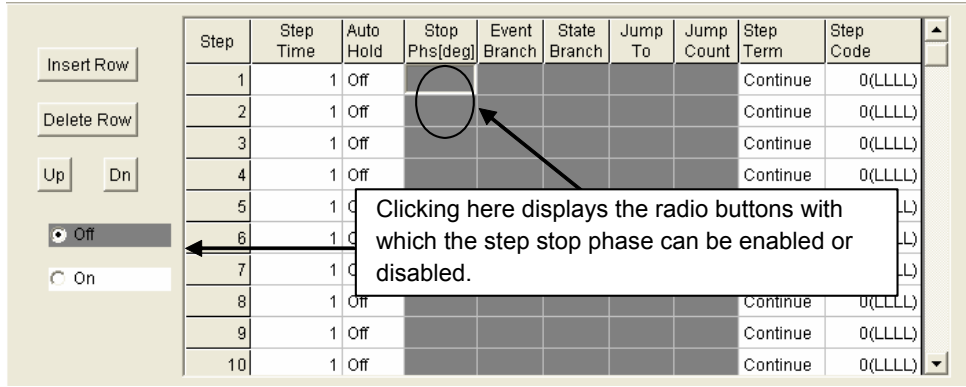 Step Step Time Auto Hold Stop Phs[deg] Event Branch State Branch Jump To Jump Count Step Term Step Code
Insert Row
Delete Row
Up Dn
Off
On
1 1 Off Continue 0(LLLL)
2 1 Off Continue 0(LLLL)
3 1 Off Continue 0(LLLL)
4 1 Off Continue 0(LLLL)
5 1
6 1
7 1
8 1 Off Continue 0(LLLL)
9 1 Off Continue 0(LLLL)
10 1 Off Continue 0(LLLL)
Clicking here displays the radio buttons with
which the step stop phase can be enabled or
disabled.